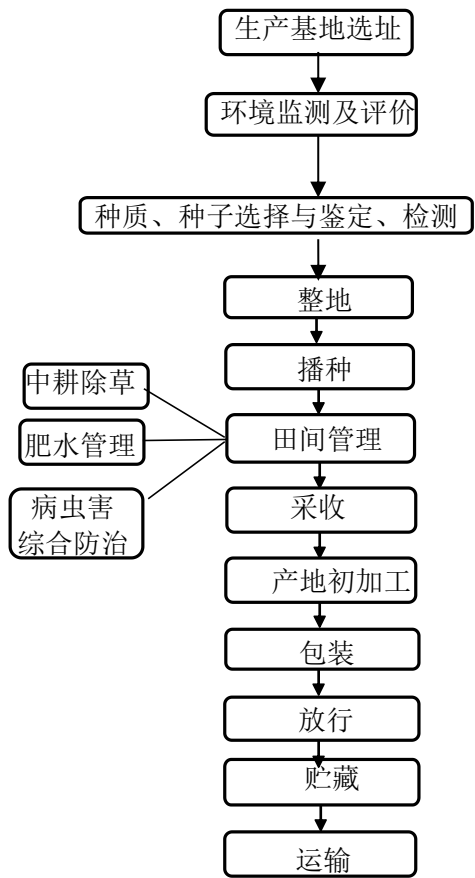 生产基地选址
环境监测及评价
种质、种子选择与鉴定、检测
整地
播种
中耕除草
肥水管理
田间管理
病虫害
综合防治
采收
产地初加工
包装
放行
贮藏
运输